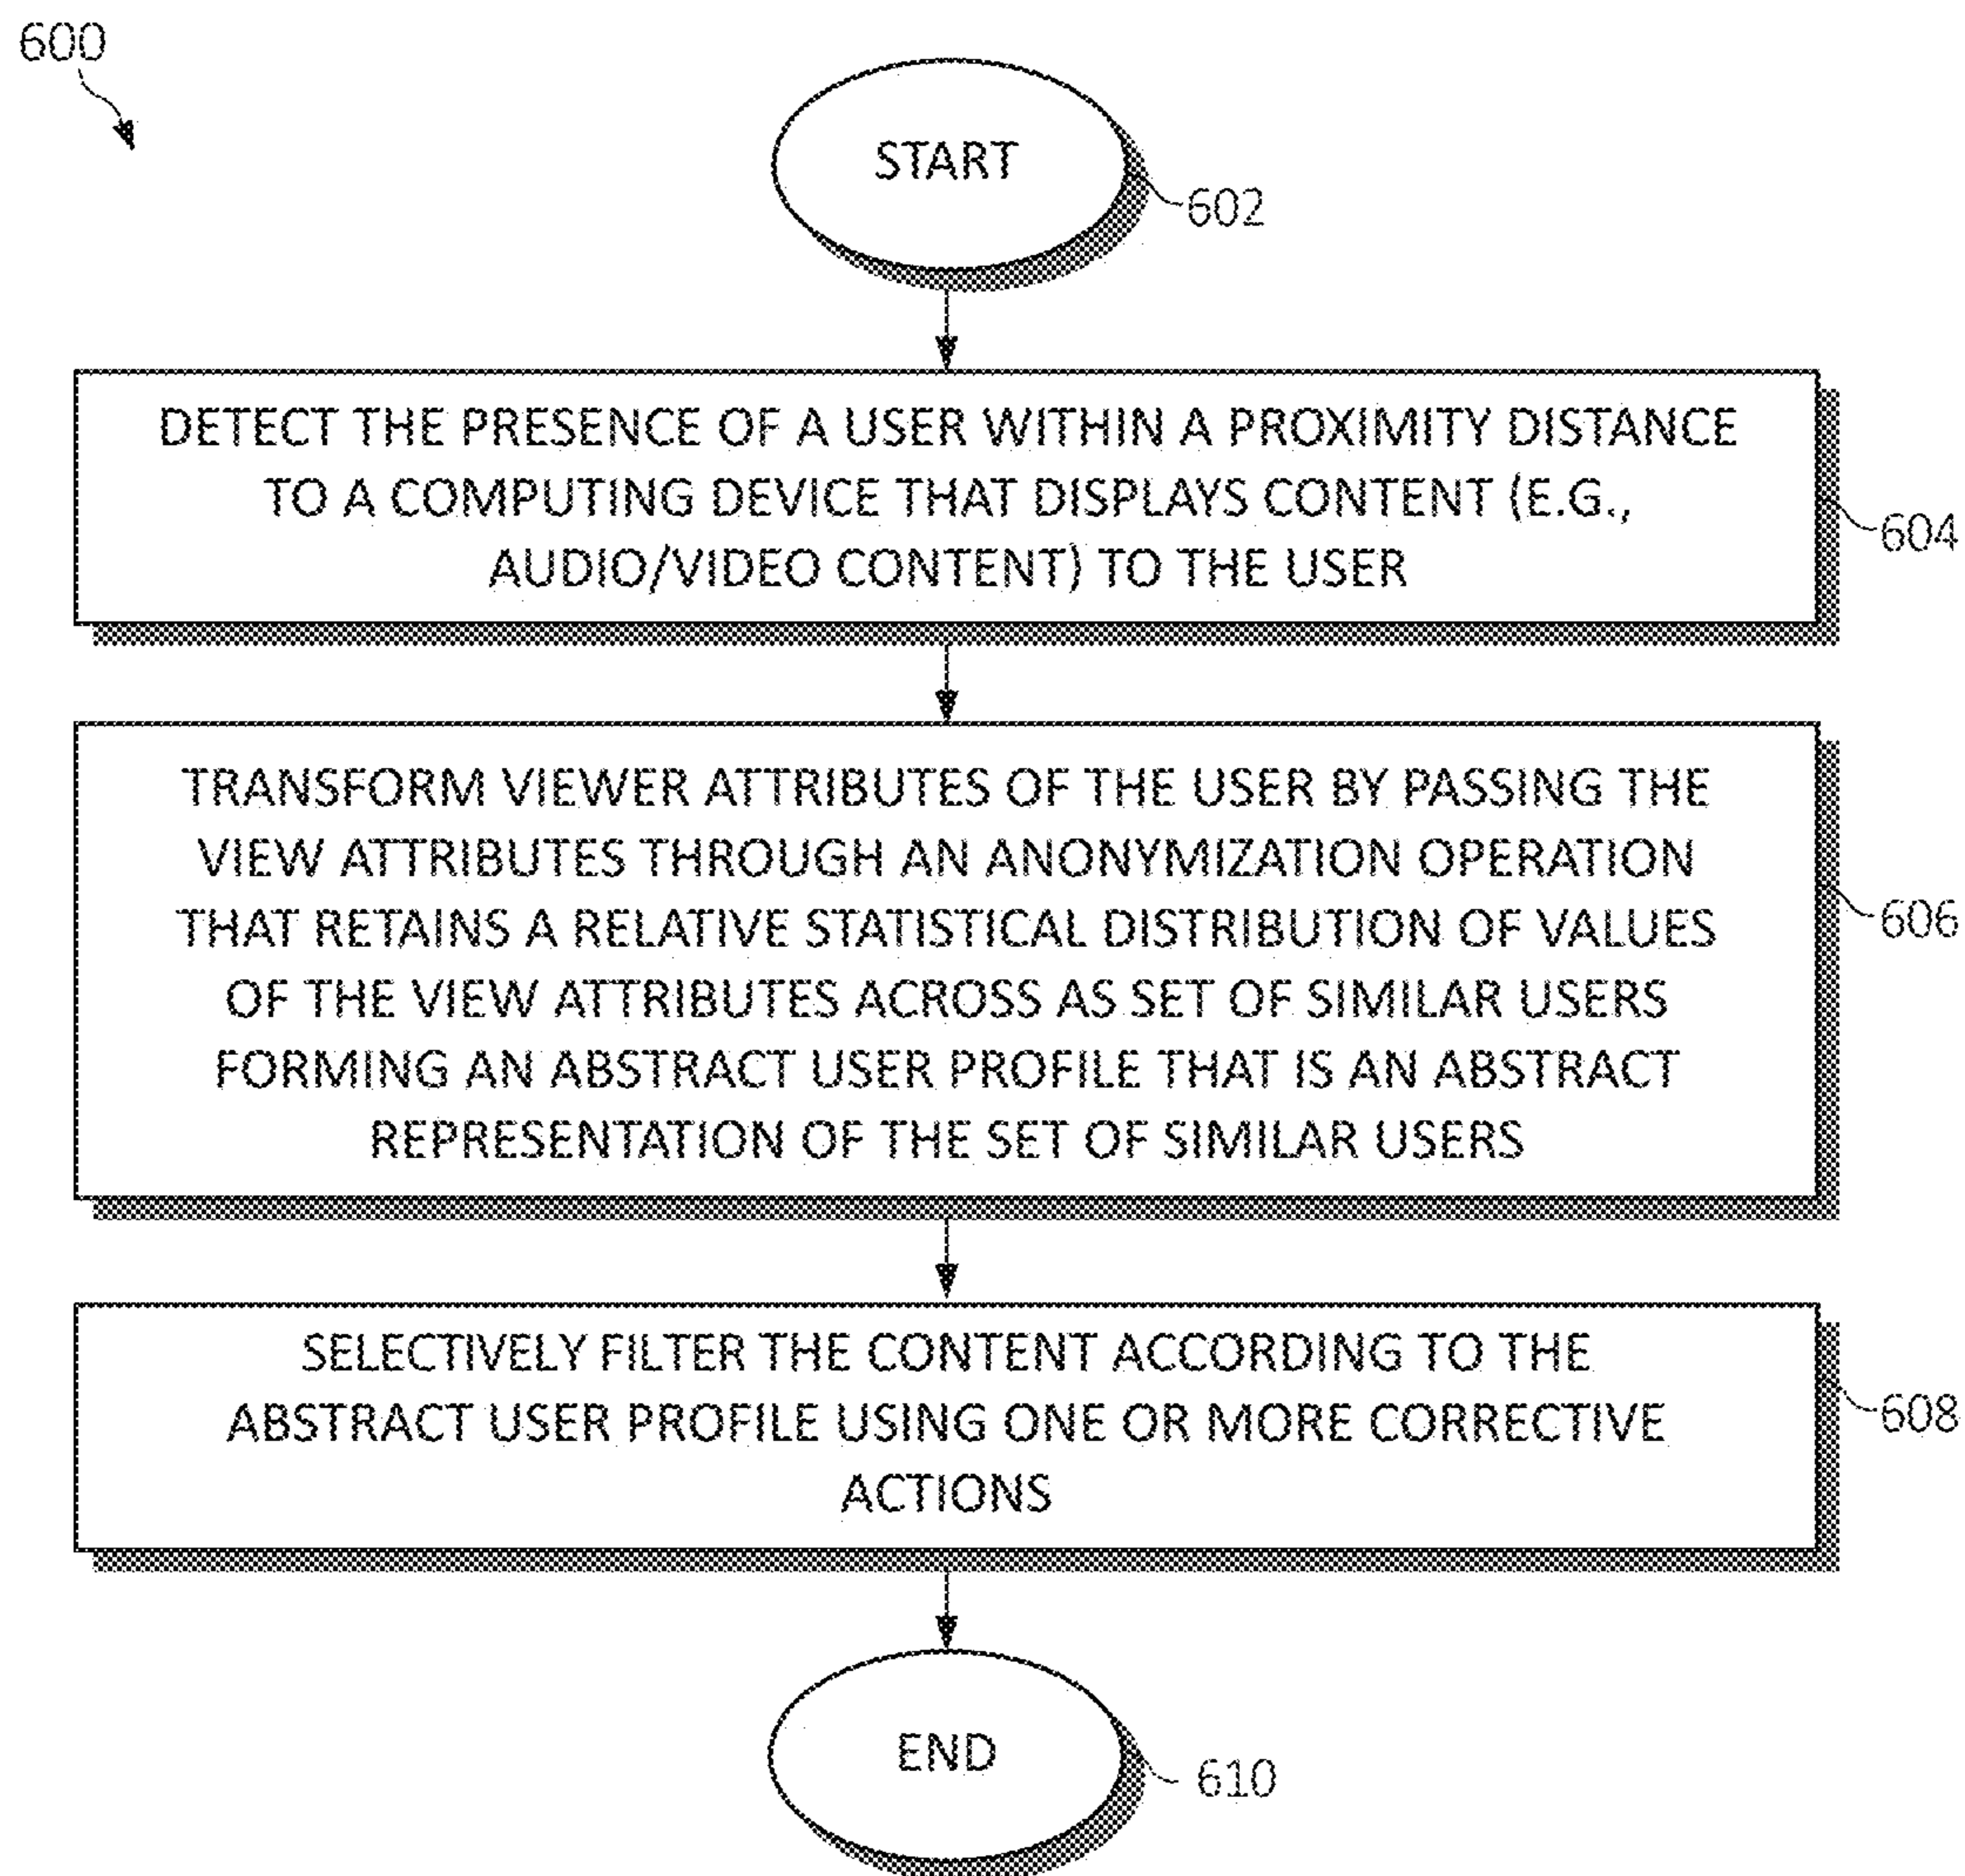 600
START
602
DETECT THE PRESENCE OF A USER WITHIN A PROXIMITY DISTANCE
TO A COMPUTING DEVICE THAT DISPLAYS CONTENT (E.G.,
AUDIO/VIDEO CONTENT) TO THE USER
604
TRANSFORM VIEWER ATTRIBUTES OF THE USER BY PASSING THE
VIEW ATTRIBUTES THROUGH AN ANONYMIZATION OPERATION
THAT RETAINS A RELATIVE STATISTICAL DISTRIBUTION OF VALUES
OF THE VIEW ATTRIBUTES ACROSS AS SET OF SIMILAR USERS
FORMING AN ABSTRACT USER PROFILE THAT IS AN ABSTRACT
REPRESENTATION OF THE SET OF SIMILAR USERS
606
SELECTIVELY FILTER THE CONTENT ACCORDING TO THE
ABSTRACT USER PROFILE USING ONE OR MORE CORRECTIVE
ACTIONS
608
END
610